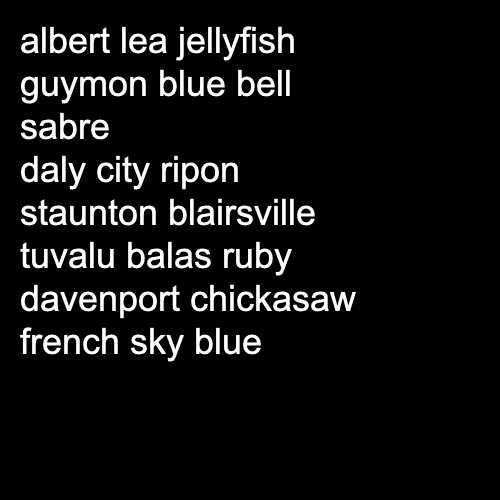 albert lea jellyfish
guymon blue bell
sabre
daly city ripon
staunton blairsville
tuvalu balas ruby
davenport chickasaw
french sky blue